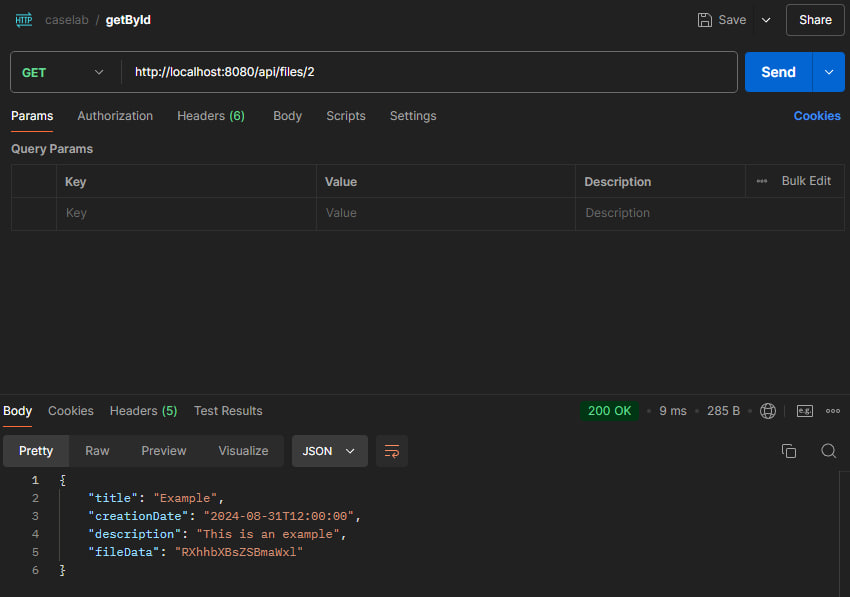 HTTP caselab / getById Save Share
GET http://localhost:8080/api/files/2 Send
Params Authorization Headers (6) Body Scripts Settings Cookies
Query Params
Key Value Description Bulk Edit
Key Value Description
Body Cookies Headers (5) Test Results 200 OK • 9 ms • 285 B • e.g.
Pretty Raw Preview Visualize JSON
1 {
2 "title": "Example",
3 "creationDate": "2024-08-31T12:00:00",
4 "description": "This is an example",
5 "fileData": "RXhhbXBsZSBmaWxl"
6 }